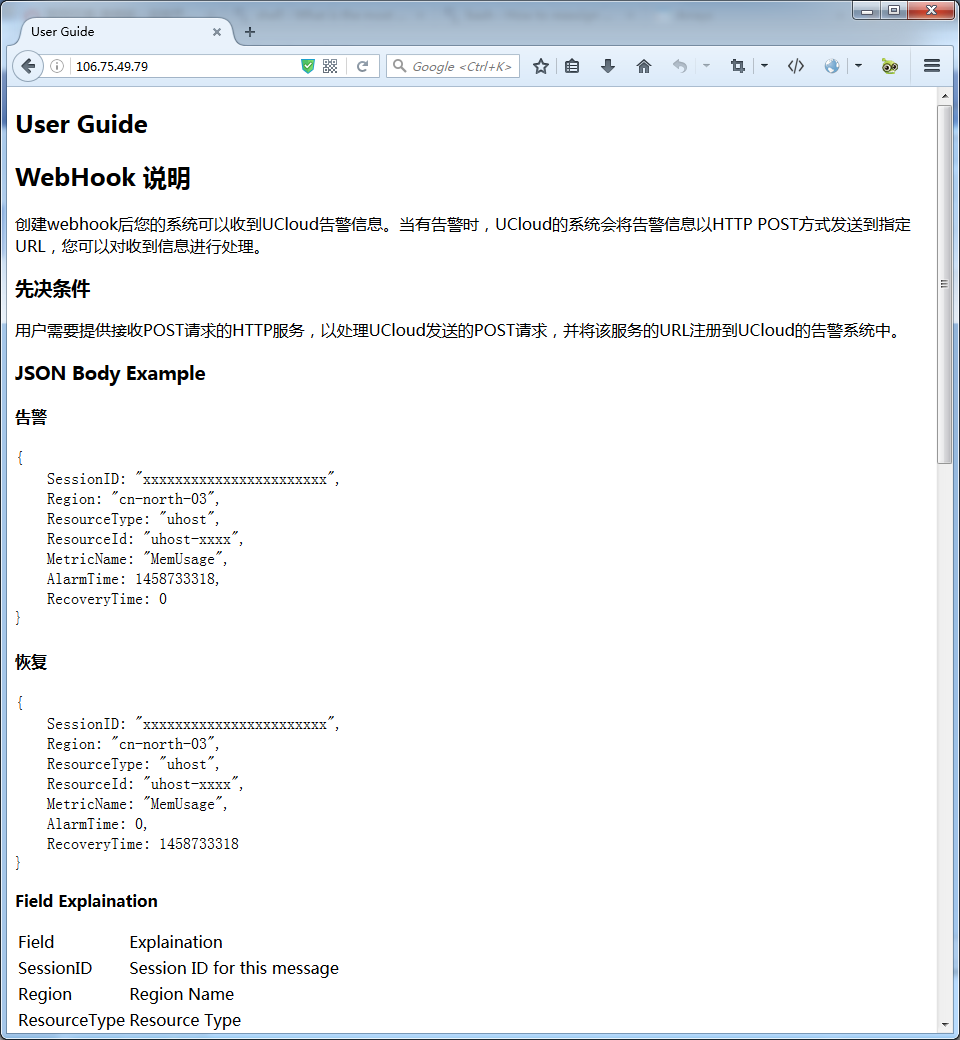 User Guide
106.75.49.79
Google <Ctrl+K>
User Guide
WebHook 说明
创建webhook后您的系统可以收到UCloud告警信息。当有告警时，UCloud的系统会将告警信息以HTTP POST方式发送到指定
URL，您可以对收到信息进行处理。
先决条件
用户需要提供接收POST请求的HTTP服务，以处理UCloud发送的POST请求，并将该服务的URL注册到UCloud的告警系统中。
JSON Body Example
告警
{
SessionID: "xxxxxxxxxxxxxxxxxxxxxxx",
Region: "cn-north-03",
ResourceType: "uhost",
ResourceId: "uhost-xxxx",
MetricName: "MemUsage",
AlarmTime: 1458733318,
RecoveryTime: 0
}
恢复
{
SessionID: "xxxxxxxxxxxxxxxxxxxxxxx",
Region: "cn-north-03",
ResourceType: "uhost",
ResourceId: "uhost-xxxx",
MetricName: "MemUsage",
AlarmTime: 0,
RecoveryTime: 1458733318
}
Field Explaination
Field Explaination
SessionID Session ID for this message
Region Region Name
ResourceType Resource Type